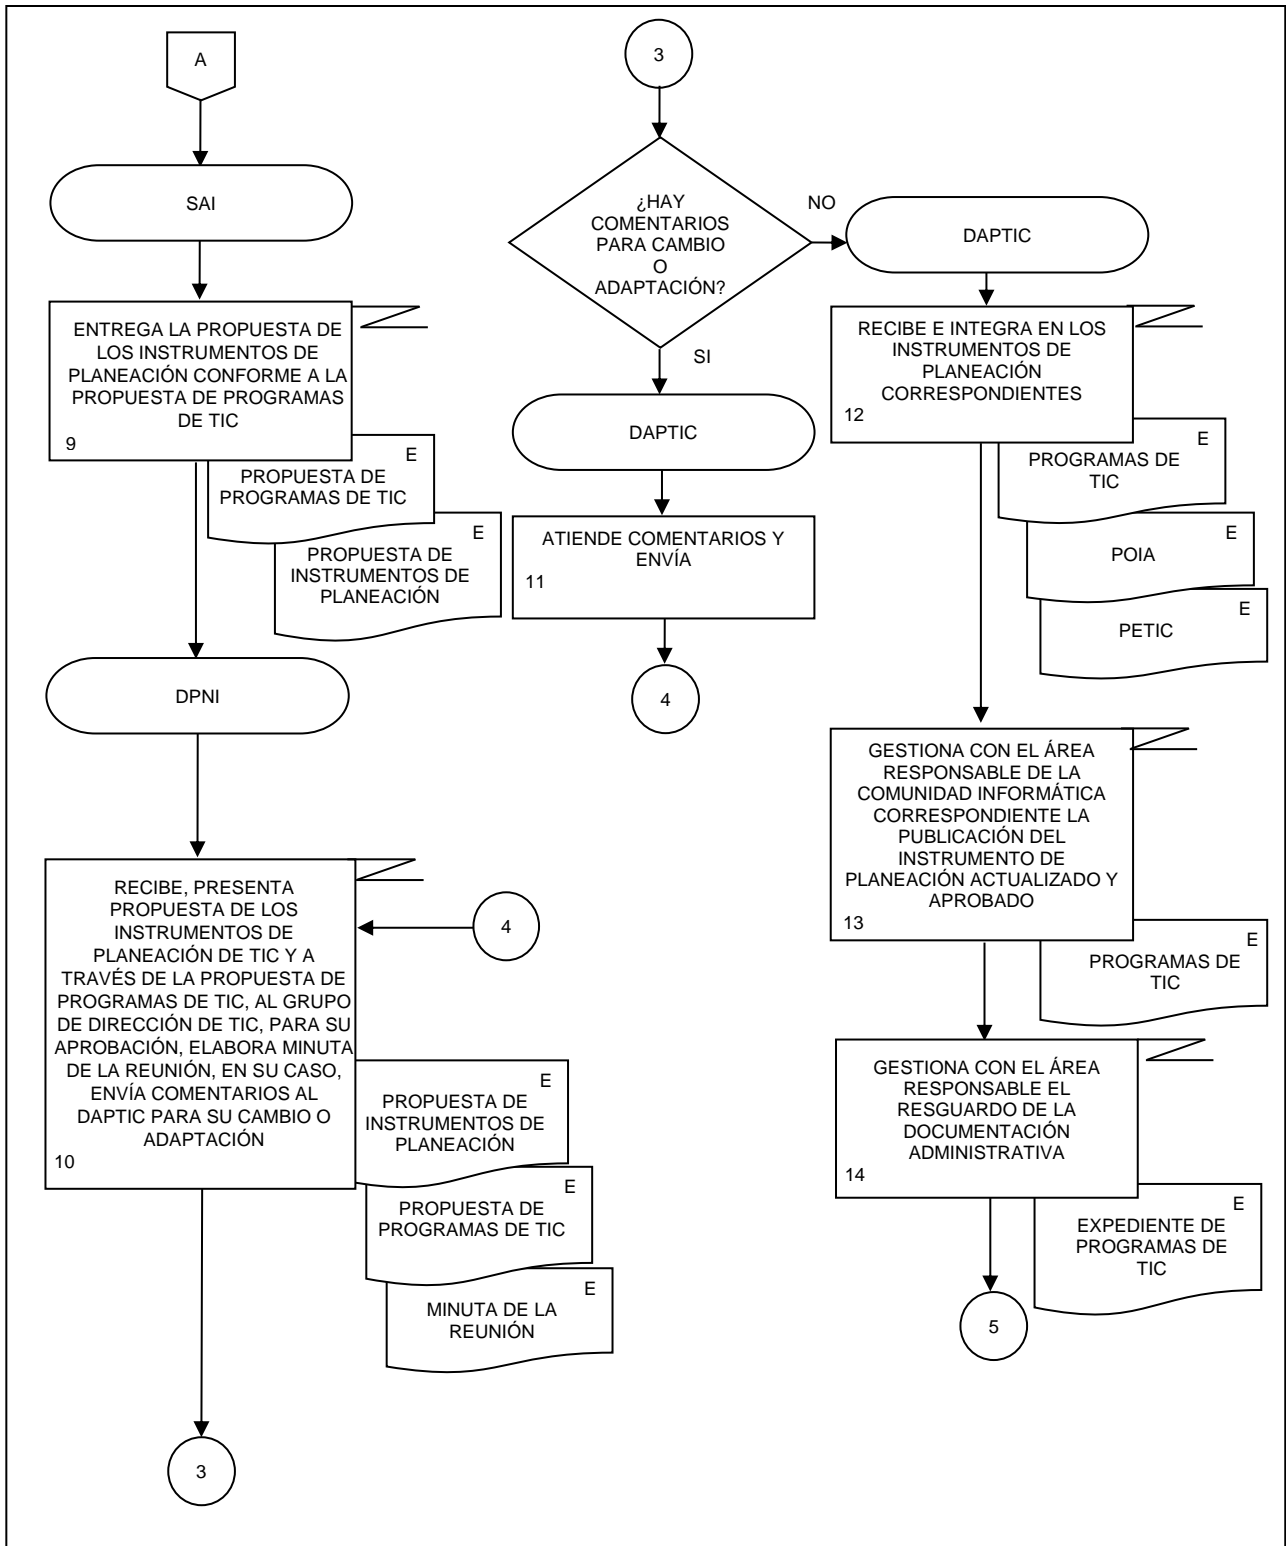 A
SAI
ENTREGA LA PROPUESTA DE
LOS INSTRUMENTOS DE
PLANEACIÓN CONFORME A LA
PROPUESTA DE PROGRAMAS
DE TIC
9
E
PROPUESTA DE
PROGRAMAS DE TIC
E
PROPUESTA DE
INSTRUMENTOS DE
PLANEACIÓN
DPNI
RECIBE, PRESENTA
PROPUESTA DE LOS
INSTRUMENTOS DE
PLANEACIÓN DE TIC Y A
TRAVÉS DE LA PROPUESTA DE
PROGRAMAS DE TIC, AL GRUPO
DE DIRECCIÓN DE TIC, PARA SU
APROBACIÓN, ELABORA MINUTA
DE LA REUNIÓN, EN SU CASO,
ENVÍA COMENTARIOS AL
DAPTIC PARA SU CAMBIO O
ADAPTACIÓN
10
4
E
PROPUESTA DE
INSTRUMENTOS DE
PLANEACIÓN
E
PROPUESTA DE
PROGRAMAS DE TIC
E
MINUTA DE LA
REUNIÓN
3
3
¿HAY
COMENTARIOS
PARA CAMBIO
O
ADAPTACIÓN?
NO
SI
DAPTIC
ATIENDE COMENTARIOS Y
ENVÍA
11
4
DAPTIC
RECIBE E INTEGRA EN LOS
INSTRUMENTOS DE
PLANEACIÓN
CORRESPONDIENTES
12
E
PROGRAMAS DE
TIC
E
POIA
E
PETIC
GESTIONA CON EL ÁREA
RESPONSABLE DE LA
COMUNIDAD INFORMÁTICA
CORRESPONDIENTE LA
PUBLICACIÓN DEL
INSTRUMENTO DE
PLANEACIÓN ACTUALIZADO Y
APROBADO
13
E
PROGRAMAS DE
TIC
GESTIONA CON EL ÁREA
RESPONSABLE EL
RESGUARDO DE LA
DOCUMENTACIÓN
ADMINISTRATIVA
14
E
EXPEDIENTE DE
PROGRAMAS DE
TIC
5